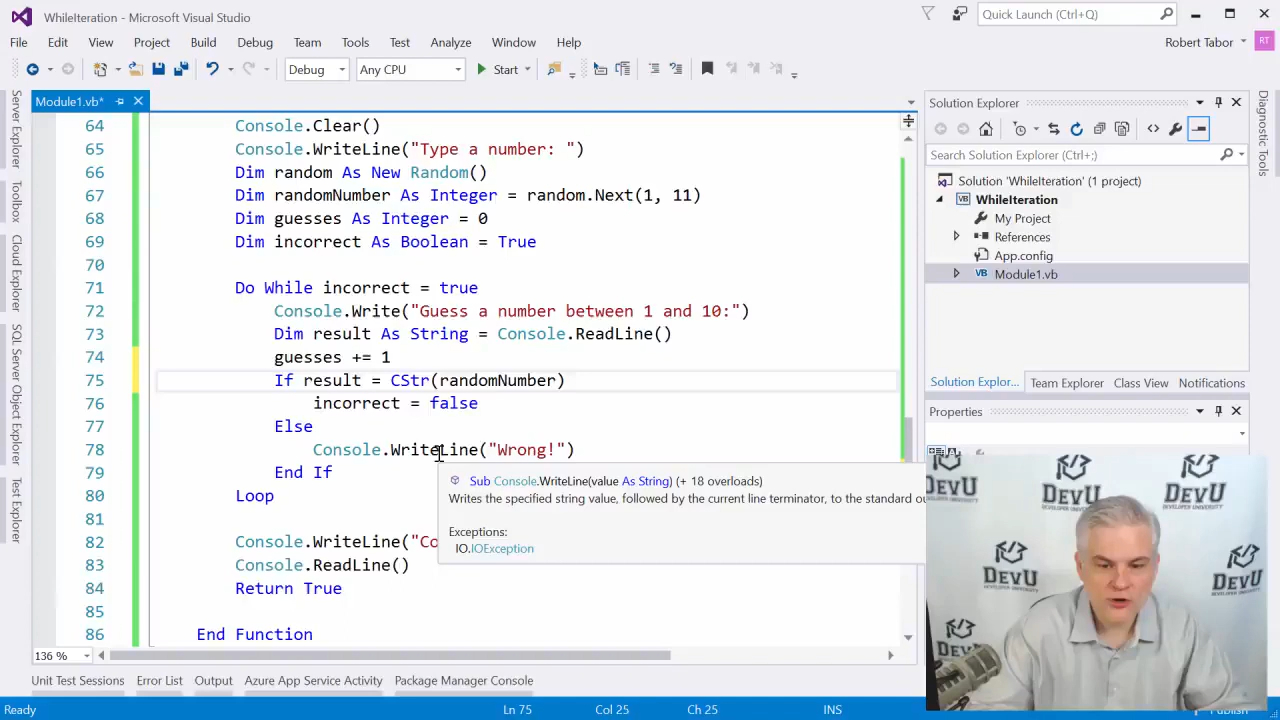 WhileIteration - Microsoft Visual Studio
Quick Launch (Ctrl+Q)
File Edit View Project Build Debug Team Tools Test Analyze Window Help
Robert Tabor RT
Debug Any CPU Start
Module1.vb*
Server Explorer
Toolbox
Cloud Explorer
SQL Server Object Explorer
Test Explorer
64 Console.Clear()
65 Console.WriteLine("Type a number: ")
66 Dim random As New Random()
67 Dim randomNumber As Integer = random.Next(1, 11)
68 Dim guesses As Integer = 0
69 Dim incorrect As Boolean = True
70
71 Do While incorrect = true
72 Console.Write("Guess a number between 1 and 10:")
73 Dim result As String = Console.ReadLine()
74 guesses += 1
75 If result = CStr(randomNumber)
76 incorrect = false
77 Else
78 Console.WriteLine("Wrong!")
79 End If
80 Loop
81
82 Console.WriteLine("Co
83 Console.ReadLine()
84 Return True
85
86 End Function
Sub Console.WriteLine(value As String) (+ 18 overloads)
Writes the specified string value, followed by the current line terminator, to the standard ou
Exceptions:
IO.IOException
136 %
Solution Explorer
Search Solution Explorer (Ctrl+;)
Solution 'WhileIteration' (1 project)
VB WhileIteration
My Project
References
App.config
VB Module1.vb
Solution Explor... Team Explorer Class View Notifications
Properties
Diagnostic Tools
DEVU
DEVELOPER UNIVERSITY
DEVU
DEVU
DEVU
Unit Test Sessions Error List Output Azure App Service Activity Package Manager Console
Ready Ln 75 Col 25 Ch 25 INS Publish